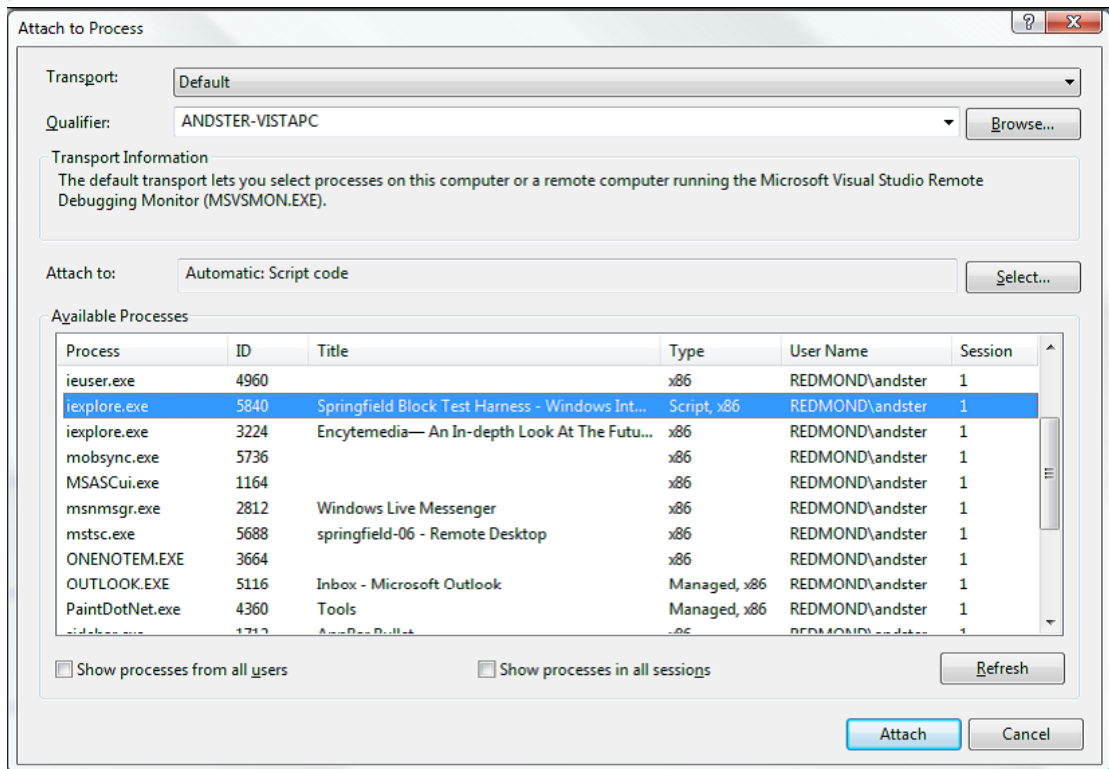 Attach to Process
Transport: Default
Qualifier: ANDSTER-VISTAPC Browse...
Transport Information
The default transport lets you select processes on this computer or a remote computer running the Microsoft Visual Studio Remote
Debugging Monitor (MSVSMON.EXE).
Attach to: Automatic: Script code Select...
Available Processes
Process ID Title Type User Name Session
ieuser.exe 4960 x86 REDMOND\andster 1
iexplore.exe 5840 Springfield Block Test Harness - Windows Int... Script, x86 REDMOND\andster 1
iexplore.exe 3224 Encytemedia— An In-depth Look At The Futu... x86 REDMOND\andster 1
mobsync.exe 5736 x86 REDMOND\andster 1
MSASCui.exe 1164 x86 REDMOND\andster 1
msnmsgr.exe 2812 Windows Live Messenger x86 REDMOND\andster 1
mstsc.exe 5688 springfield-06 - Remote Desktop x86 REDMOND\andster 1
ONENOTEM.EXE 3664 x86 REDMOND\andster 1
OUTLOOK.EXE 5116 Inbox - Microsoft Outlook Managed, x86 REDMOND\andster 1
PaintDotNet.exe 4360 Tools Managed, x86 REDMOND\andster 1
sidebar.exe 1712 x86 REDMOND\andster 1
Show processes from all users Show processes in all sessions Refresh
Attach Cancel